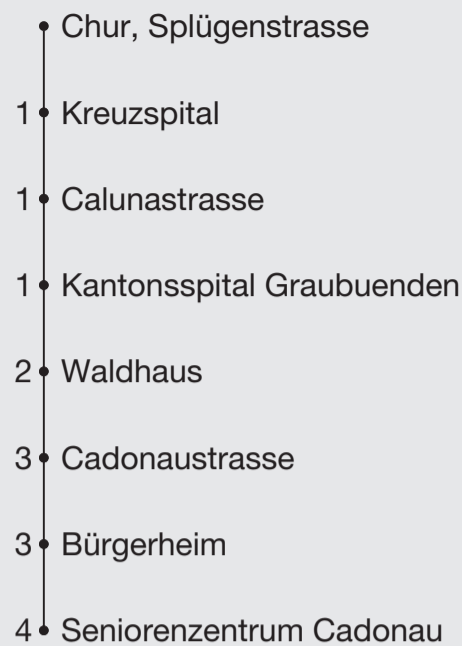 Chur, Splügenstrasse
1 Kreuzspital
1 Calunastrasse
1 Kantonsspital Graubuenden
2 Waldhaus
3 Cadonaustrasse
3 Bürgerheim
4 Seniorenzentrum Cadonau